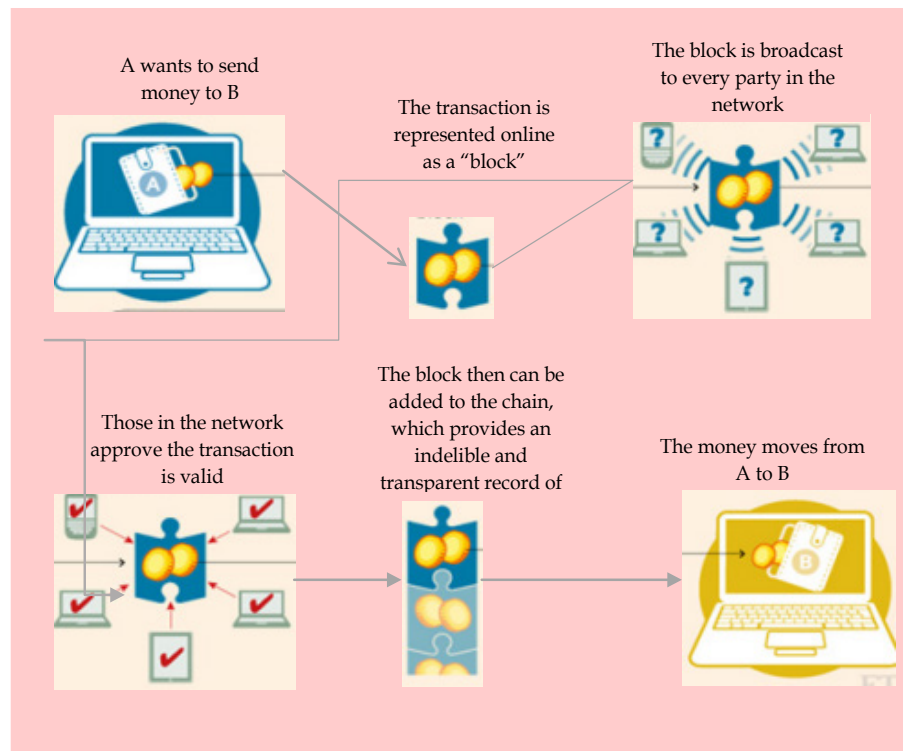 A wants to send
money to B
The transaction is
represented online
as a “block”
The block is broadcast
to every party in the
network
A
?
?
?
?
?
Those in the network
approve the transaction
is valid
The block then can be
added to the chain,
which provides an
indelible and
transparent record of
The money moves from
A to B
B